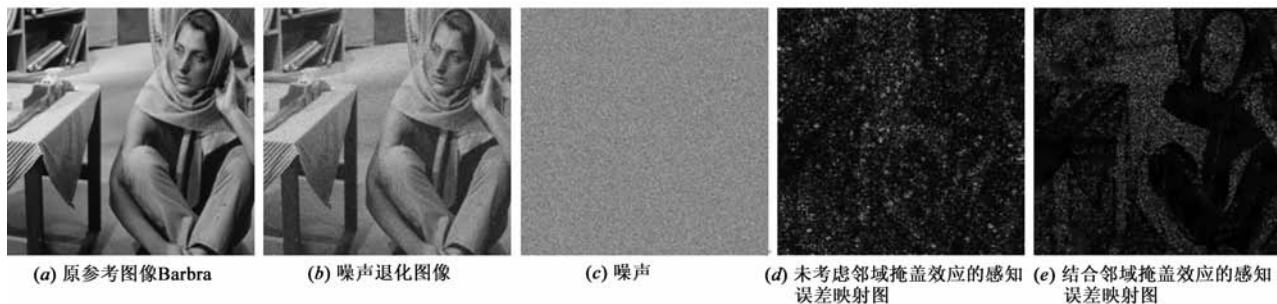 (a) 原参考图像Barbra
(b) 噪声退化图像
(c) 噪声
(d) 未考虑邻域掩盖效应的感知
误差映射图
(e) 结合邻域掩盖效应的感知
误差映射图